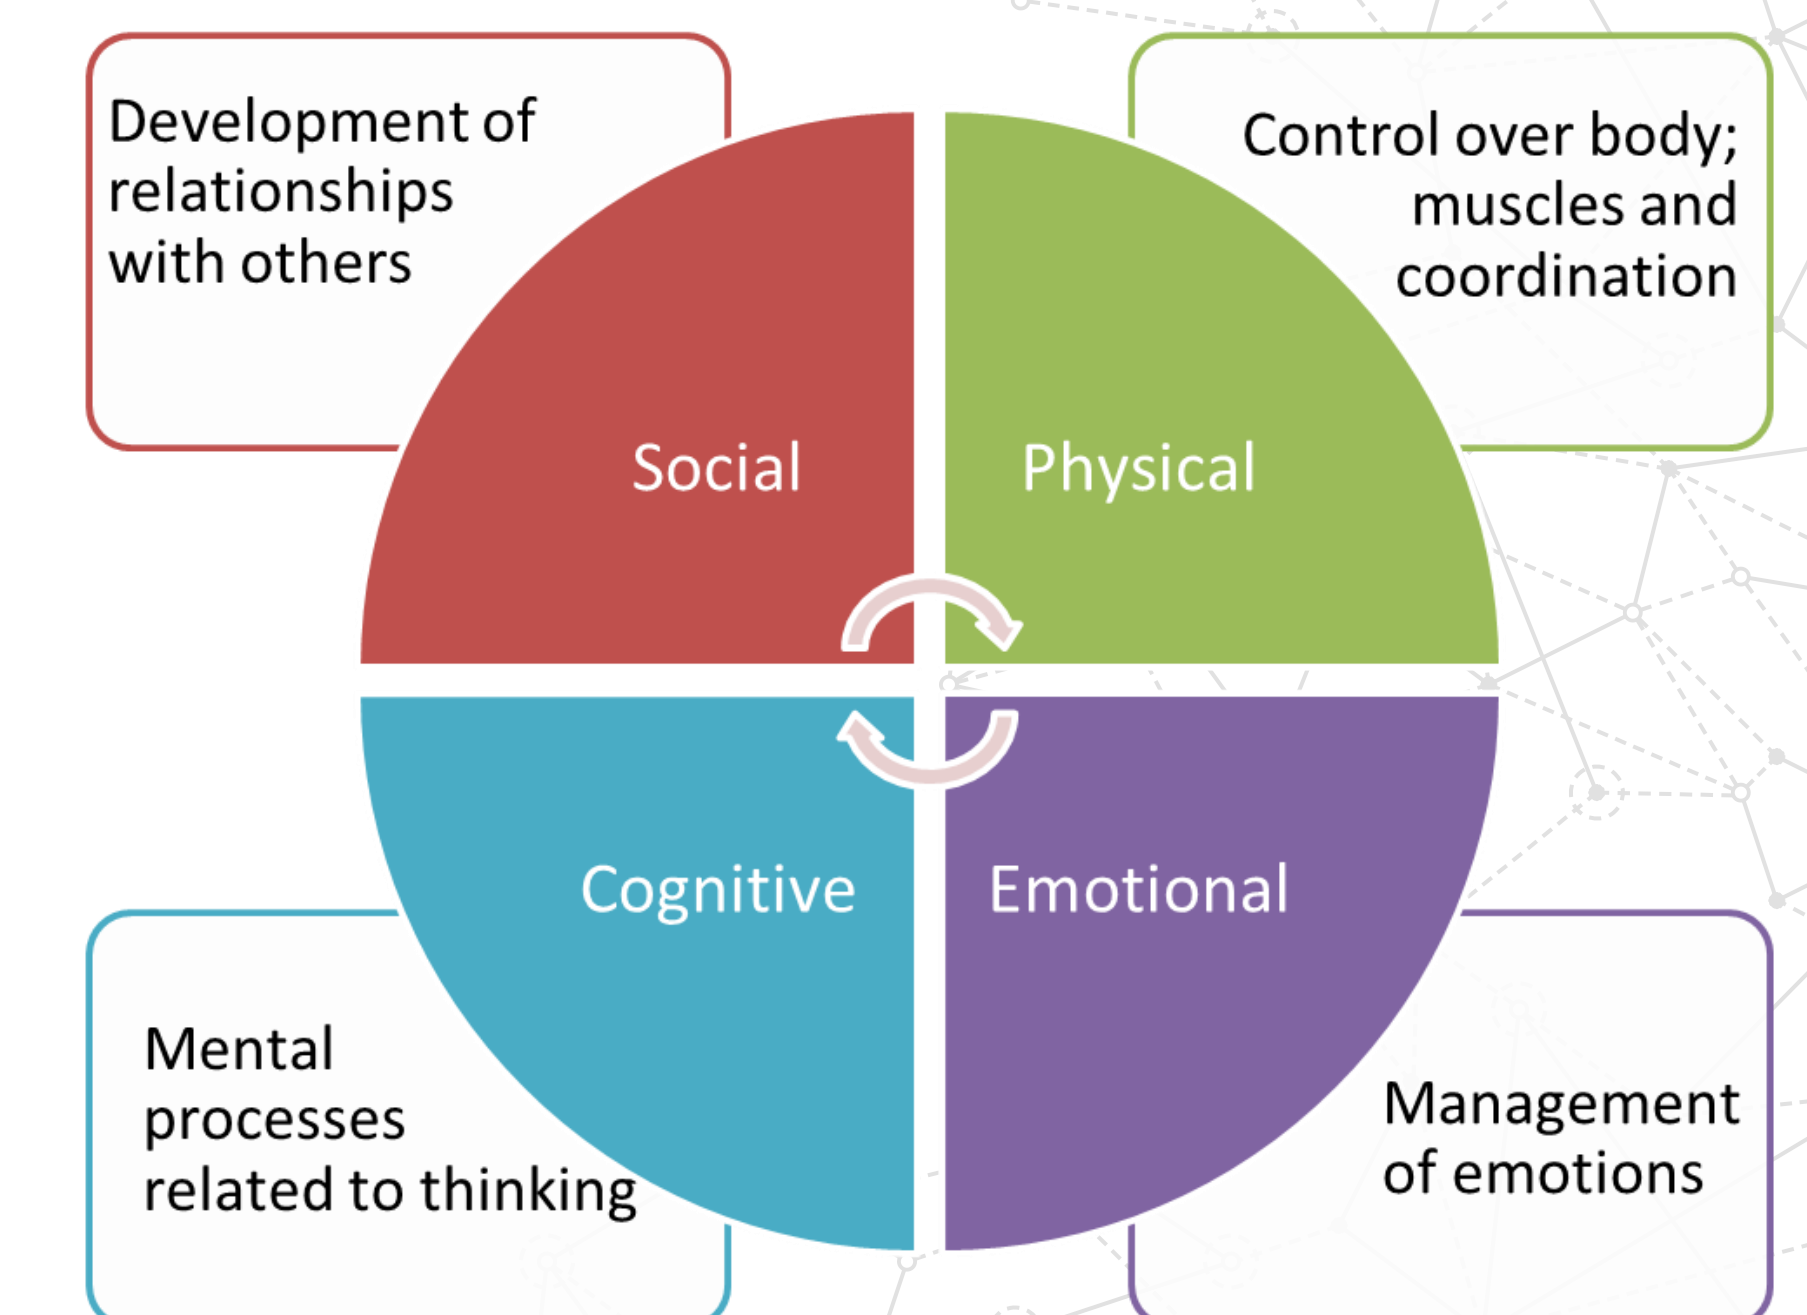 Development of
relationships
with others
Control over body;
muscles and
coordination
Social
Physical
Cognitive
Emotional
Mental
processes
related to thinking
Management
of emotions